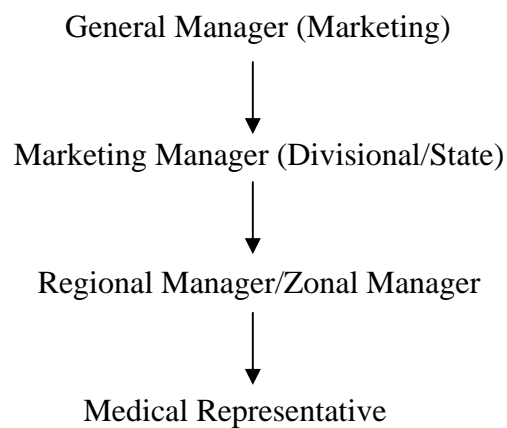 General Manager (Marketing)
Marketing Manager (Divisional/State)
Regional Manager/Zonal Manager
Medical Representative